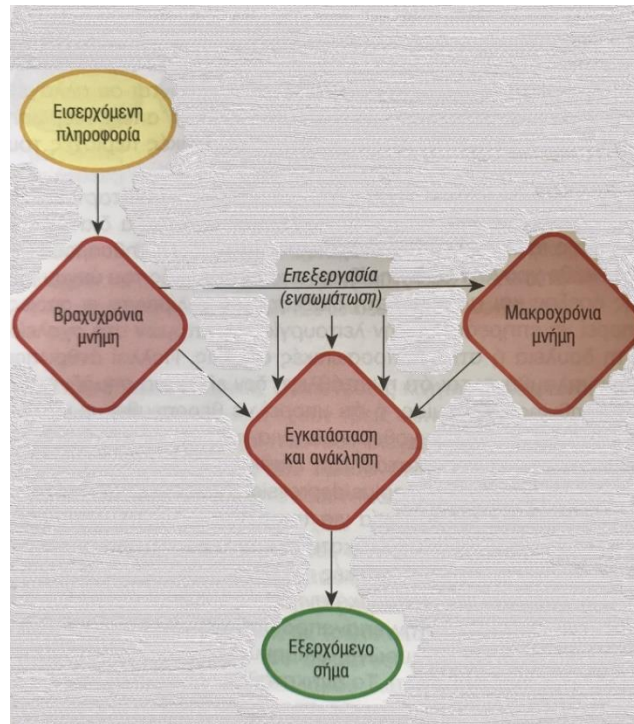 Εισερχόμενη
πληροφορία
Επεξεργασία
(ενσωμάτωση)
Βραχυχρόνια
μνήμη
Μακροχρόνια
μνήμη
Εγκατάσταση
και ανάκληση
Εξερχόμενο
σήμα